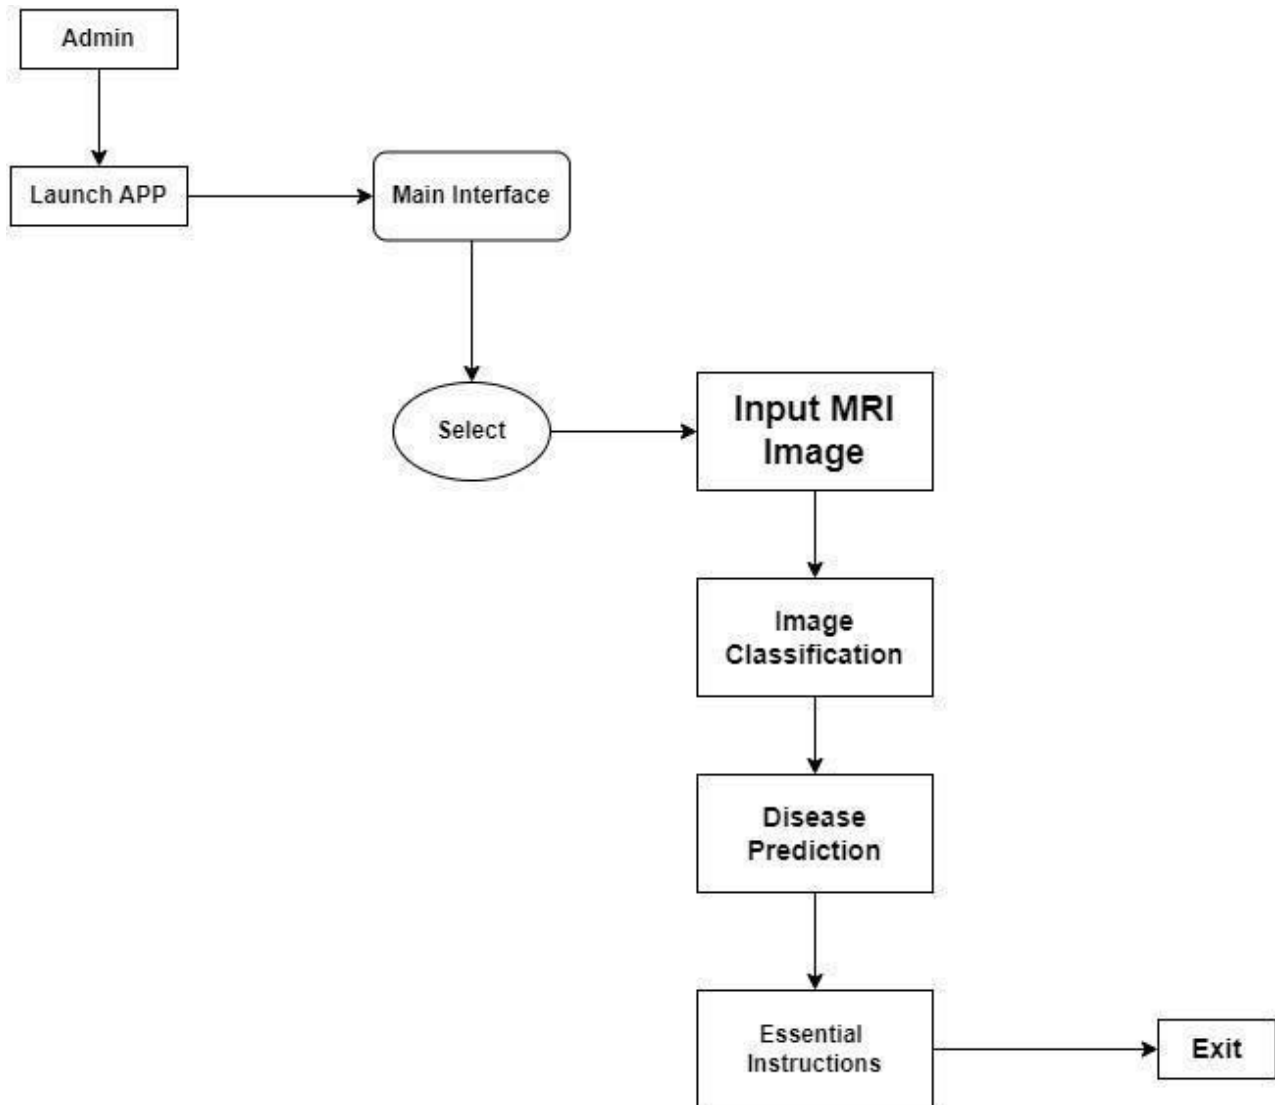 Admin
Launch APP
Main Interface
Select
Input MRI
Image
Image
Classification
Disease
Prediction
Essential
Instructions
Exit